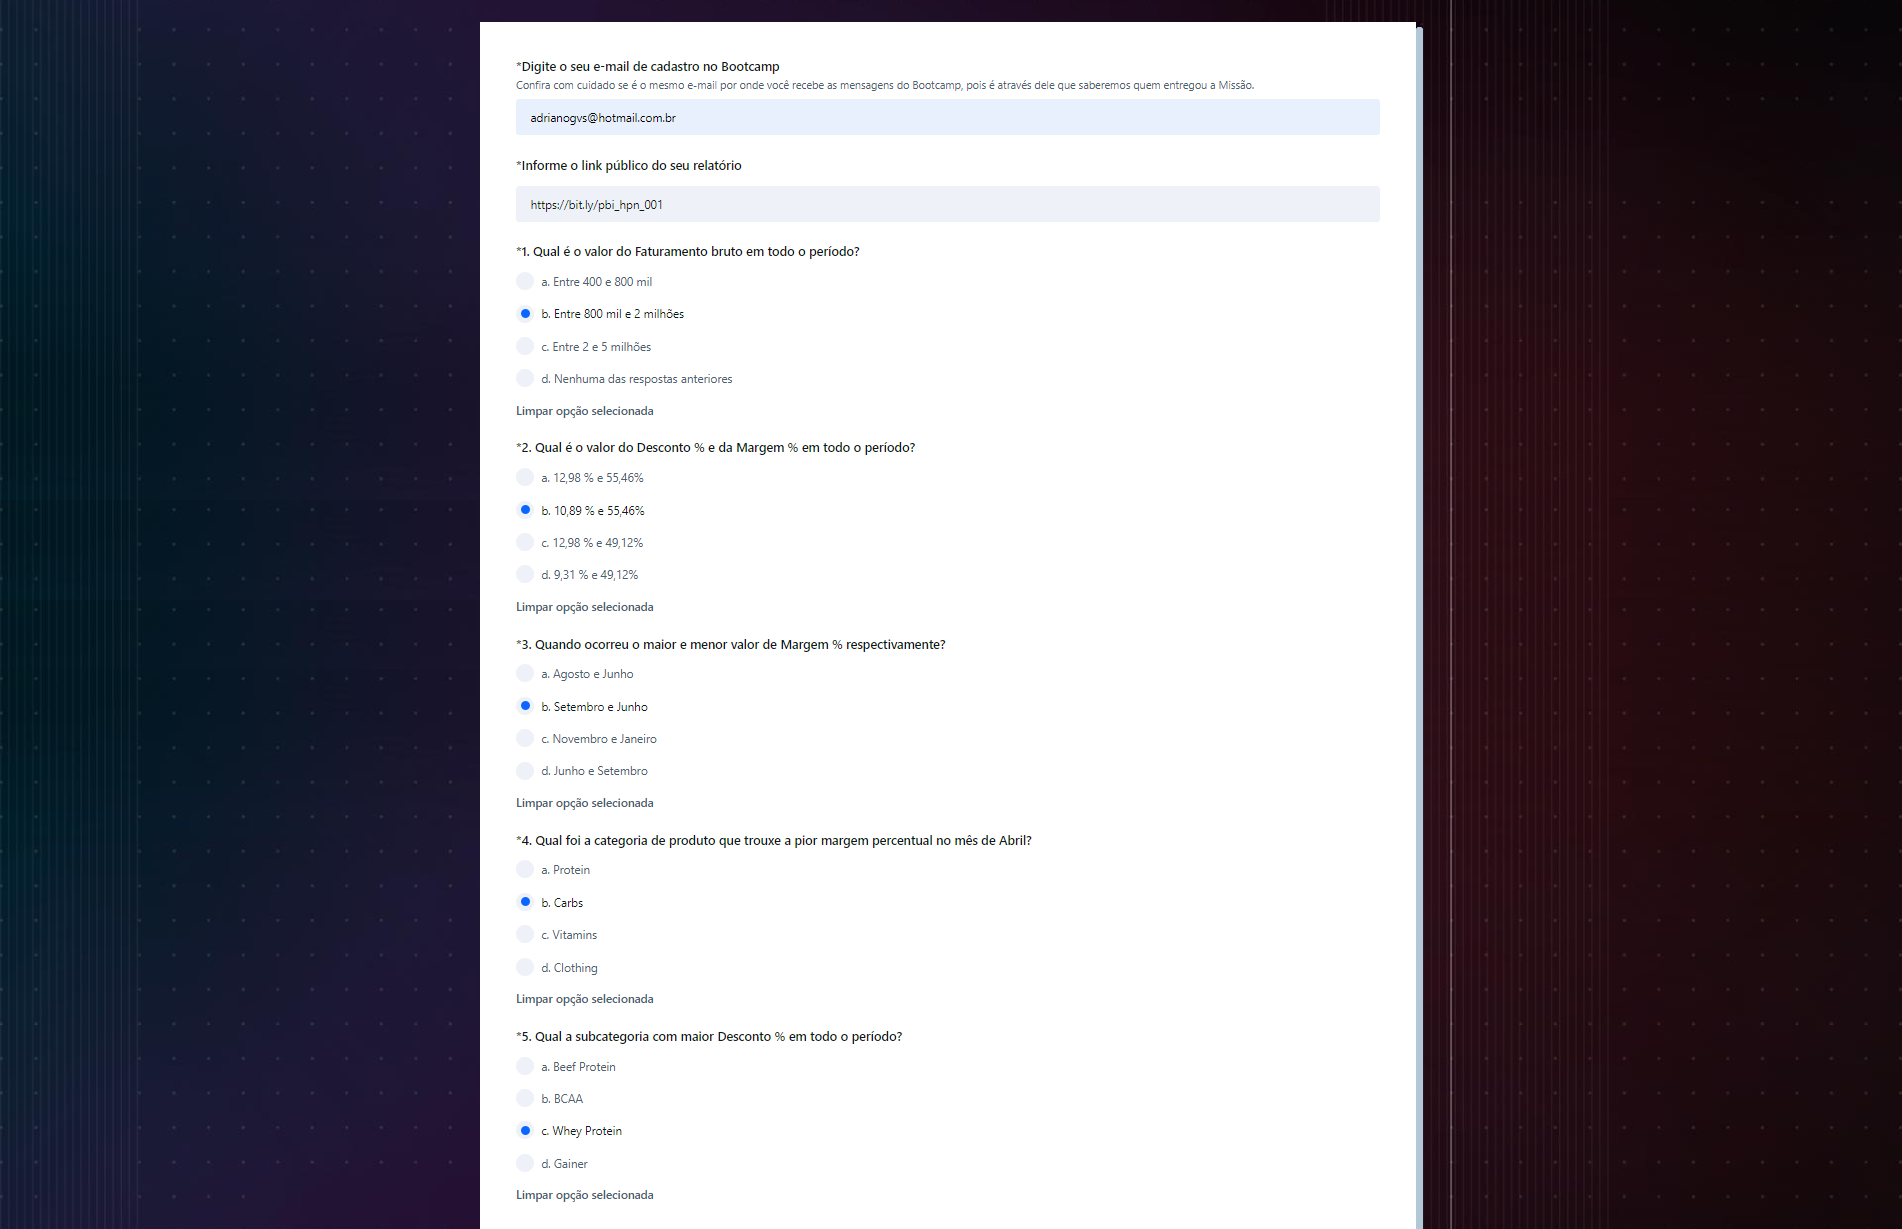 *Digite o seu e-mail de cadastro no Bootcamp
Confira com cuidado se é o mesmo e-mail por onde você recebe as mensagens do Bootcamp, pois é através dele que saberemos quem entregou a Missão.
adrianogvs@hotmail.com.br
*Informe o link público do seu relatório
https://bit.ly/pbi_hpn_001
*1. Qual é o valor do Faturamento bruto em todo o período?
a. Entre 400 e 800 mil
b. Entre 800 mil e 2 milhões
c. Entre 2 e 5 milhões
d. Nenhuma das respostas anteriores
Limpar opção selecionada
*2. Qual é o valor do Desconto % e da Margem % em todo o período?
a. 12,98 % e 55,46%
b. 10,89 % e 55,46%
c. 12,98 % e 49,12%
d. 9,31 % e 49,12%
Limpar opção selecionada
*3. Quando ocorreu o maior e menor valor de Margem % respectivamente?
a. Agosto e Junho
b. Setembro e Junho
c. Novembro e Janeiro
d. Junho e Setembro
Limpar opção selecionada
*4. Qual foi a categoria de produto que trouxe a pior margem percentual no mês de Abril?
a. Protein
b. Carbs
c. Vitamins
d. Clothing
Limpar opção selecionada
*5. Qual a subcategoria com maior Desconto % em todo o período?
a. Beef Protein
b. BCAA
c. Whey Protein
d. Gainer
Limpar opção selecionada